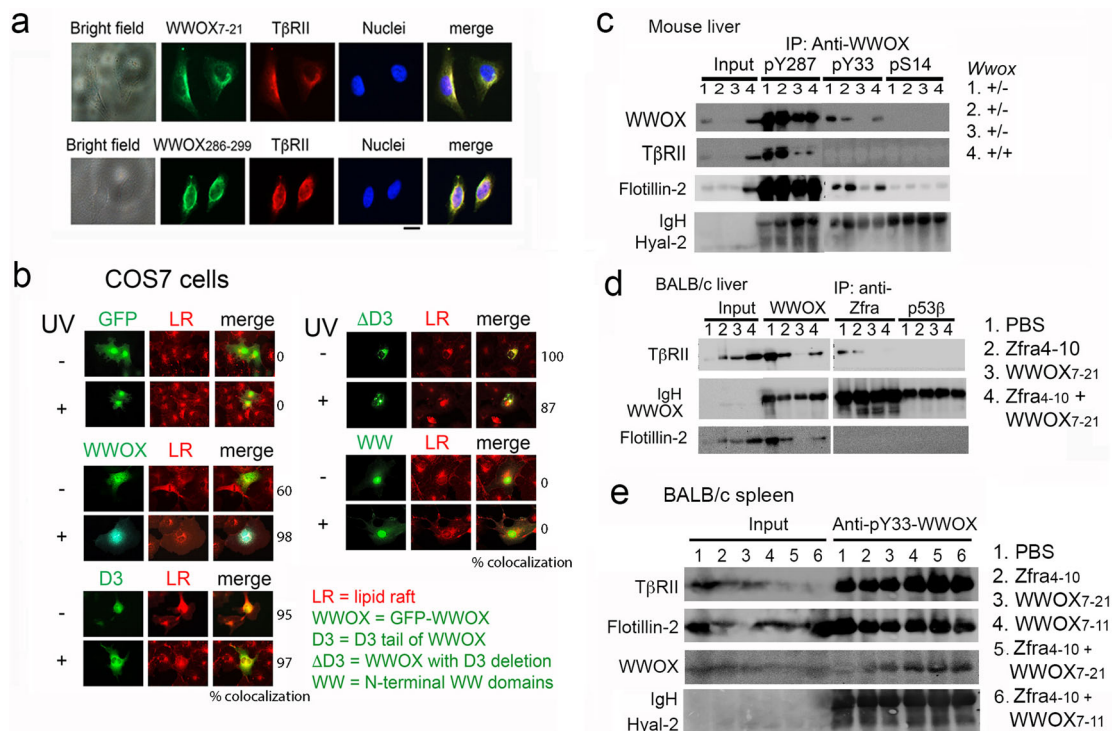 a
Bright field WWOX7-21 TβRII Nuclei merge
Bright field WWOX286-299 TβRII Nuclei merge
b COS7 cells
UV GFP LR merge
- 0
+ 0
WWOX LR merge
- 60
+ 98
D3 LR merge
- 95
+ 97
% colocalization
UV ΔD3 LR merge
- 100
+ 87
WW LR merge
- 0
+ 0
% colocalization
LR = lipid raft
WWOX = GFP-WWOX
D3 = D3 tail of WWOX
ΔD3 = WWOX with D3 deletion
WW = N-terminal WW domains
c Mouse liver
IP: Anti-WWOX
Input pY287 pY33 pS14
1 2 3 4 1 2 3 4 1 2 3 4 1 2 3 4
WWOX
TβRII
Flotillin-2
IgH
Hyal-2
Wwox
1. +/-
2. +/-
3. +/-
4. +/+
d BALB/c liver
IP: anti-
Input WWOX Zfra p53β
1 2 3 4 1 2 3 4 1 2 3 4 1 2 3 4
TβRII
IgH
WWOX
Flotillin-2
1. PBS
2. Zfra4-10
3. WWOX7-21
4. Zfra4-10 +
WWOX7-21
e BALB/c spleen
Input Anti-pY33-WWOX
1 2 3 4 5 6 1 2 3 4 5 6
TβRII
Flotillin-2
WWOX
IgH
Hyal-2
1. PBS
2. Zfra4-10
3. WWOX7-21
4. WWOX7-11
5. Zfra4-10 +
WWOX7-21
6. Zfra4-10 +
WWOX7-11